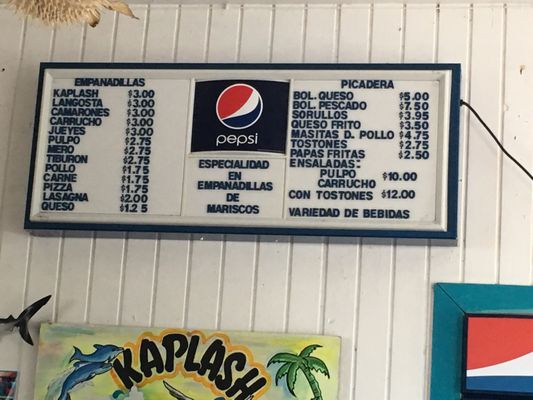 EMPANADILLAS
KAPLASH $3.00
LANGOSTA $3.00
CAMARONES $3.00
CARRUCHO $3.00
JUEYES $3.00
PULPO $2.75
MERO $2.75
TIBURON $2.75
POLLO $1.75
CARNE $1.75
PIZZA $1.75
LASAGNA $2.00
QUESO $1.25
pepsi
ESPECIALIDAD
EN
EMPANADILLAS
DE
MARISCOS
PICADERA
BOL. QUESO $5.00
BOL. PESCADO $7.50
SORULLOS $3.95
QUESO FRITO $3.50
MASITAS D. POLLO $4.75
TOSTONES $2.75
PAPAS FRITAS $2.50
ENSALADAS:
PULPO $10.00
CARRUCHO
CON TOSTONES $12.00
VARIEDAD DE BEBIDAS
KAPLASH